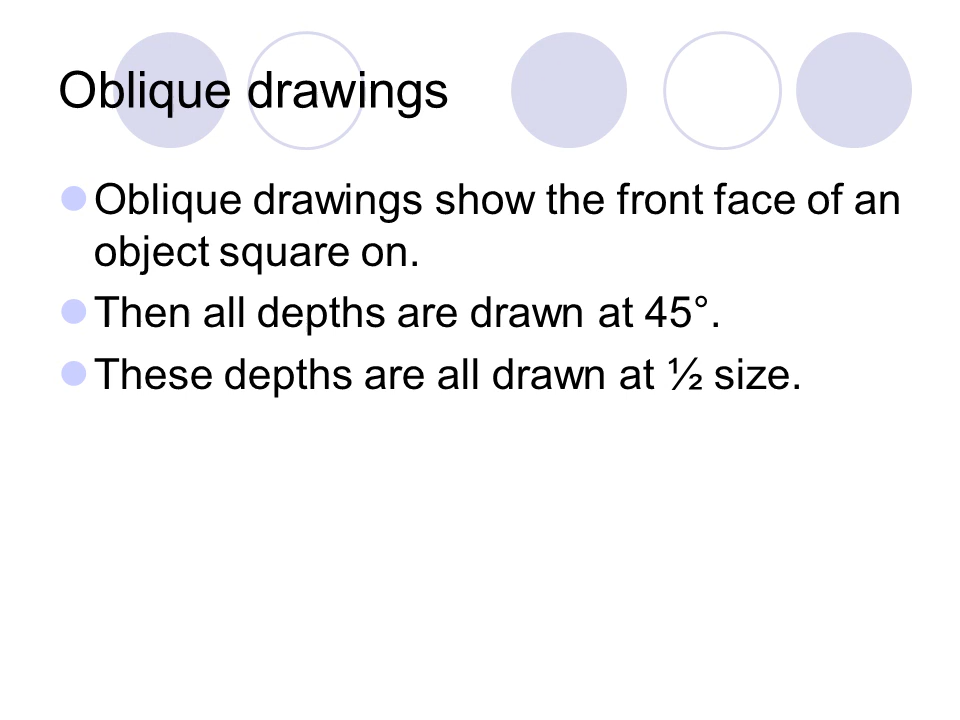 Oblique drawings
Oblique drawings show the front face of an
object square on.
Then all depths are drawn at 45°.
These depths are all drawn at ½ size.